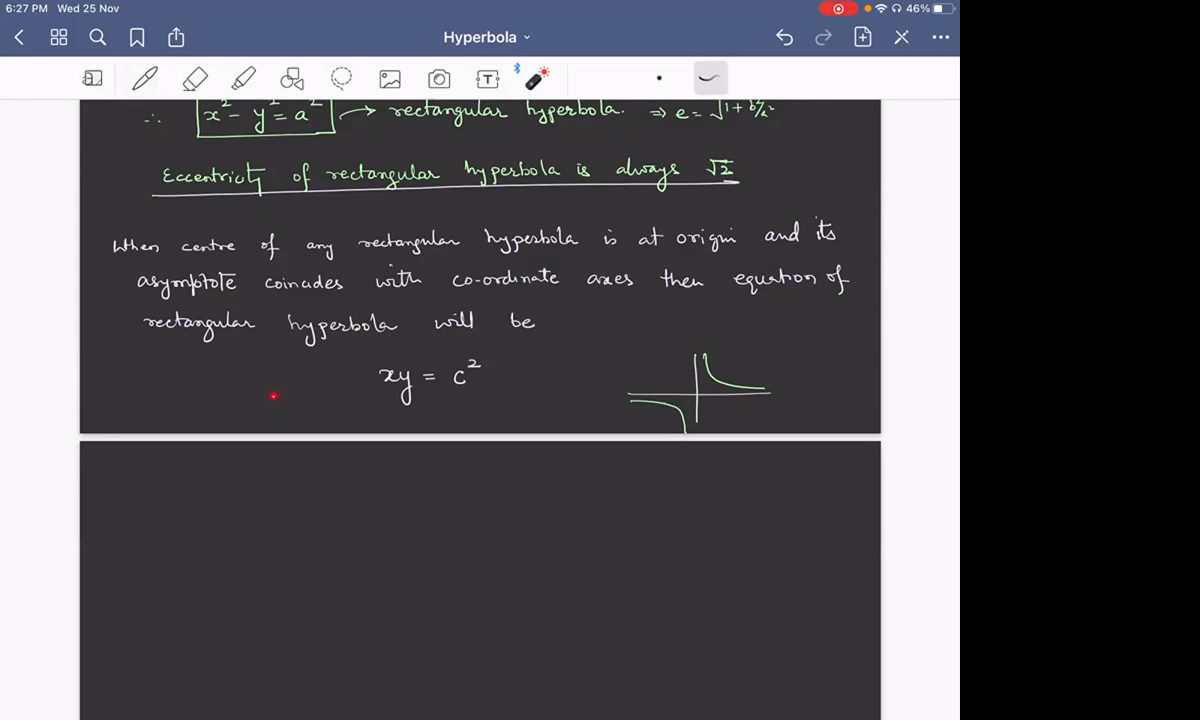 6:27 PM Wed 25 Nov
46%
Hyperbola
T
∴ x² - y² = a² → rectangular hyperbola. ⇒ e = √1 + b²/a²
Eccentricity of rectangular hyperbola is always √2
When centre of any rectangular hyperbola is at origin and its
asymptote coincides with co-ordinate axes then equation of
rectangular hyperbola will be
xy = c²